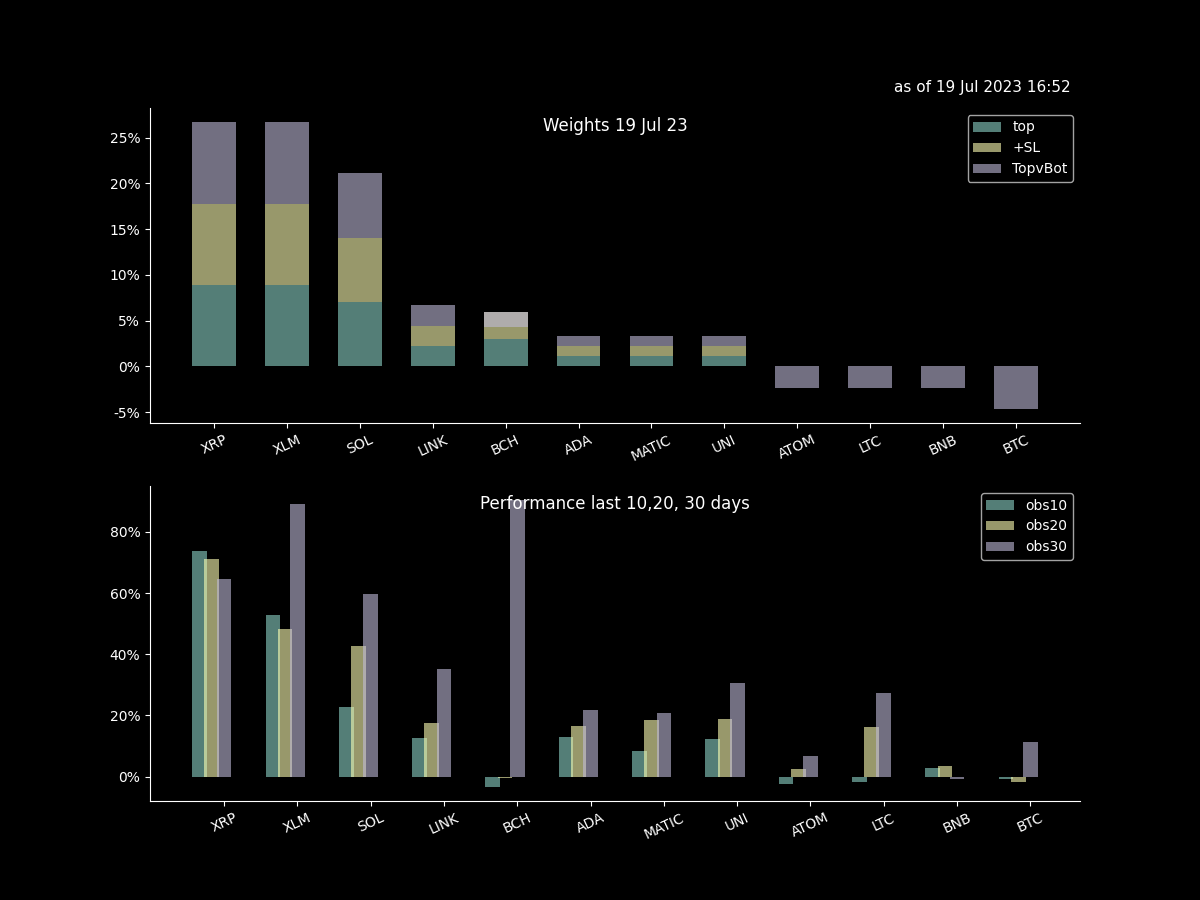 as of 19 Jul 2023 16:52
Weights 19 Jul 23
top
+SL
TopvBot
25%
20%
15%
10%
5%
0%
-5%
XRP XLM SOL LINK BCH ADA MATIC UNI ATOM LTC BNB BTC
Performance last 10,20, 30 days
obs10
obs20
obs30
80%
60%
40%
20%
0%
XRP XLM SOL LINK BCH ADA MATIC UNI ATOM LTC BNB BTC